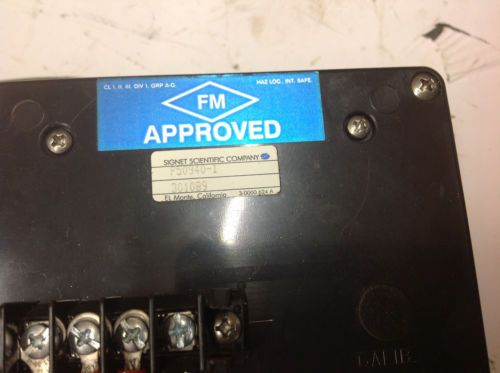 CL I, II, III, DIV 1, GRP A-G.
HAZ LOC. INT. SAFE.
FM
APPROVED
SIGNET SCIENTIFIC COMPANY
P50940-1
301089
El Monte, California 3-0000.624 A
CALIB.